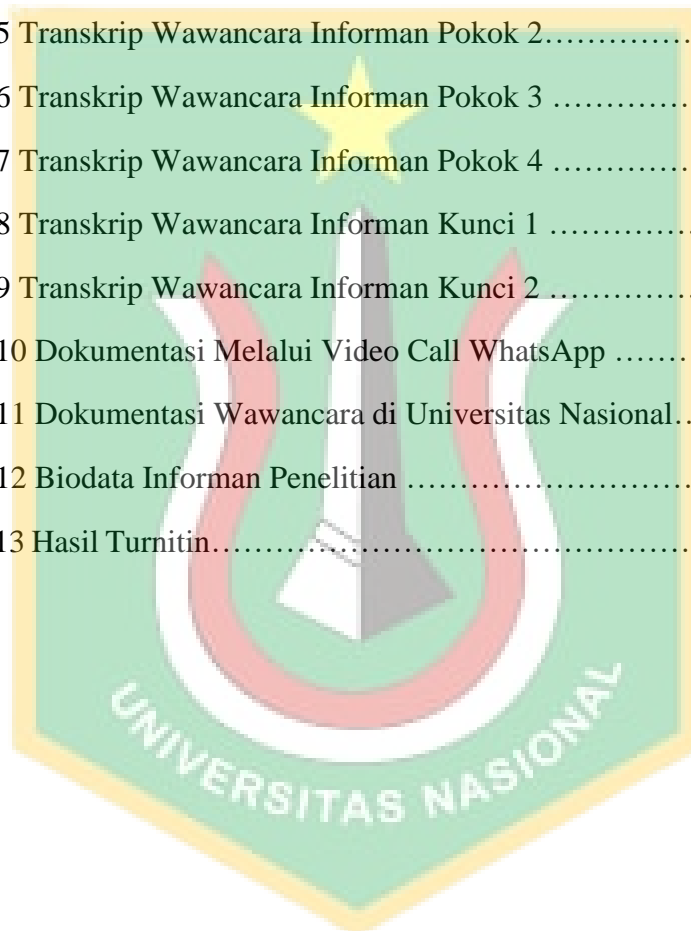 5 Transkrip Wawancara Informan Pokok 2……………
6 Transkrip Wawancara Informan Pokok 3 ……………
7 Transkrip Wawancara Informan Pokok 4 ……………
8 Transkrip Wawancara Informan Kunci 1 ……………
9 Transkrip Wawancara Informan Kunci 2 ……………
10 Dokumentasi Melalui Video Call WhatsApp ………
11 Dokumentasi Wawancara di Universitas Nasional…
12 Biodata Informan Penelitian ………………………
13 Hasil Turnitin…………………………………………
UNIVERSITAS NASIONAL